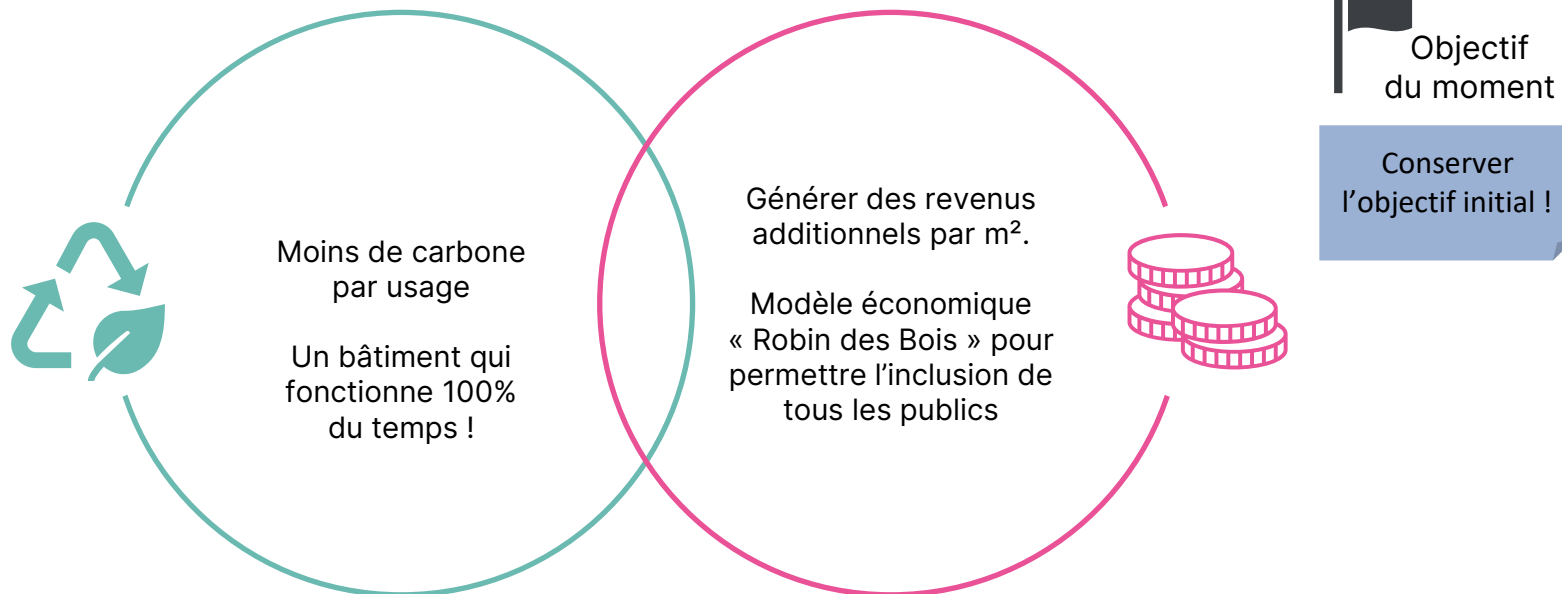 Moins de carbone
par usage
Un bâtiment qui
fonctionne 100%
du temps !
Générer des revenus
additionnels par m².
Modèle économique
« Robin des Bois » pour
permettre l’inclusion de
tous les publics
Objectif
du moment
Conserver
l’objectif initial !